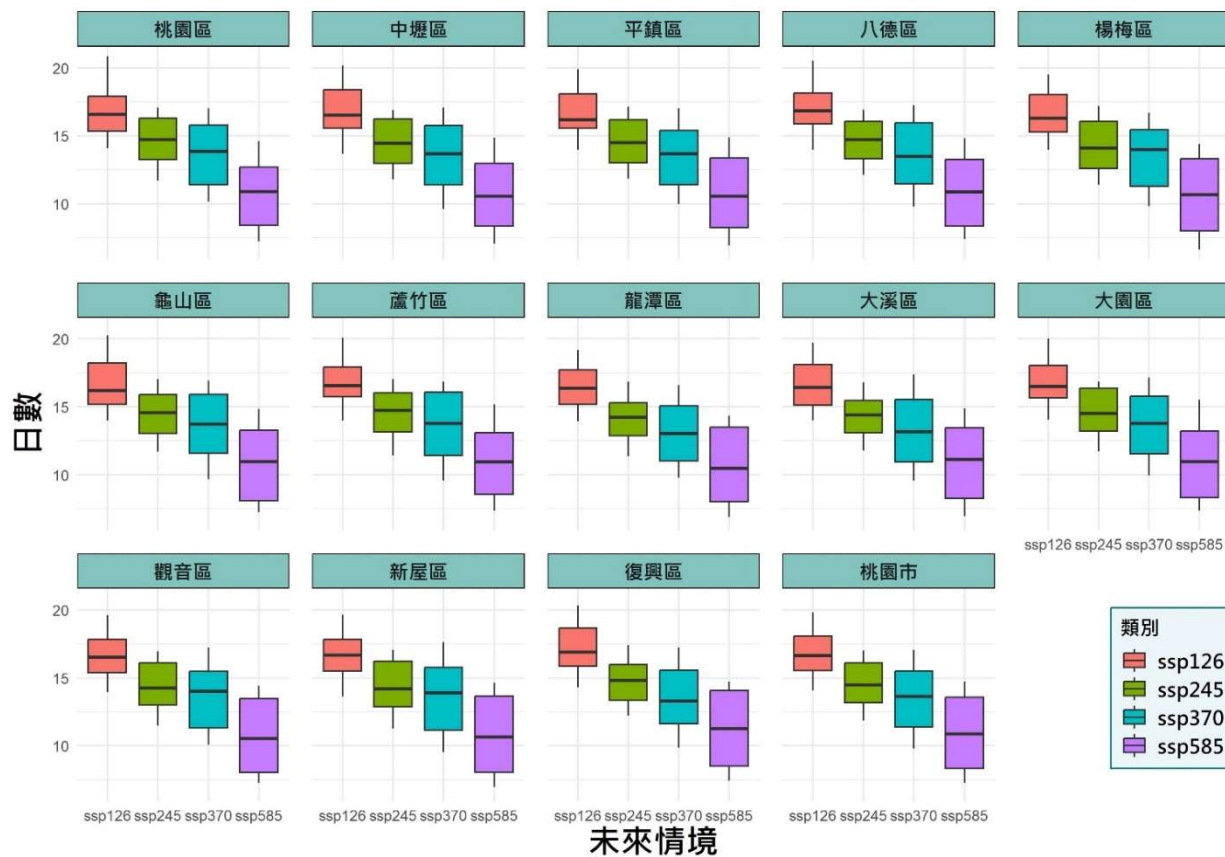 桃園區 中壢區 平鎮區 八德區 楊梅區
20
15
10
龜山區 蘆竹區 龍潭區 大溪區 大園區
20
15
10
ssp126 ssp245 ssp370 ssp585
觀音區 新屋區 復興區 桃園市
20
15
10
ssp126 ssp245 ssp370 ssp585 ssp126 ssp245 ssp370 ssp585 ssp126 ssp245 ssp370 ssp585 ssp126 ssp245 ssp370 ssp585
日數
未來情境
類別
ssp126
ssp245
ssp370
ssp585